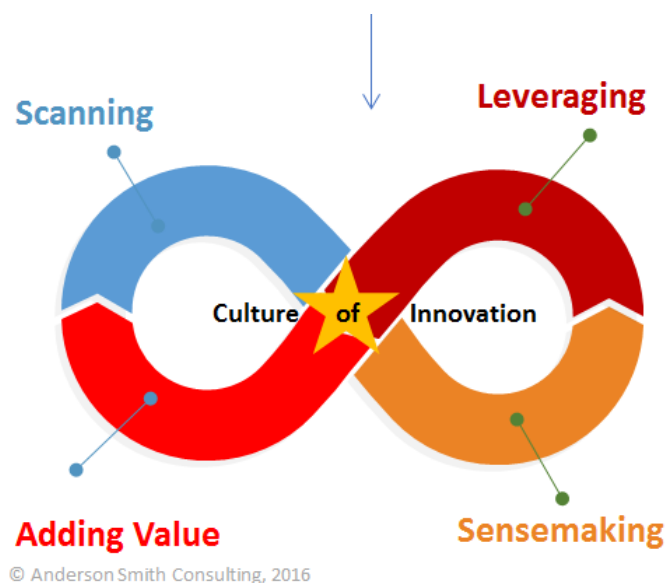 Leveraging
Scanning
Culture of Innovation
Sensemaking
Adding Value
© Anderson Smith Consulting, 2016